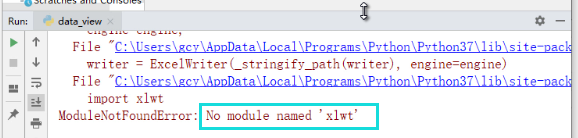 Scratches and Consoles
Run: data_view
engine=engine,
File "C:\Users\gcy\AppData\Local\Programs\Python\Python37\lib\site-pack
writer = ExcelWriter(_stringify_path(writer), engine=engine)
File "C:\Users\gcy\AppData\Local\Programs\Python\Python37\lib\site-pack
import xlwt
ModuleNotFoundError: No module named 'xlwt'